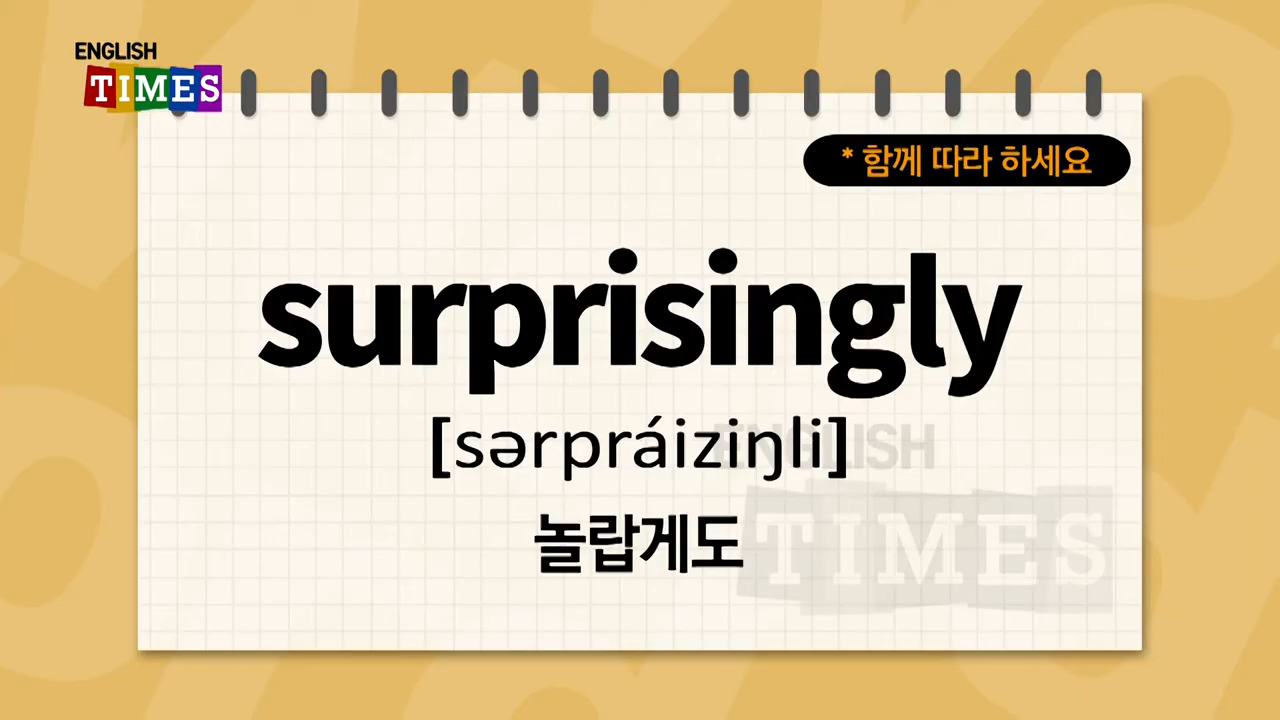 ENGLISH
TIMES
* 함께 따라 하세요
surprisingly
[sərpráiziŋli]
놀랍게도
ENGLISH
TIMES